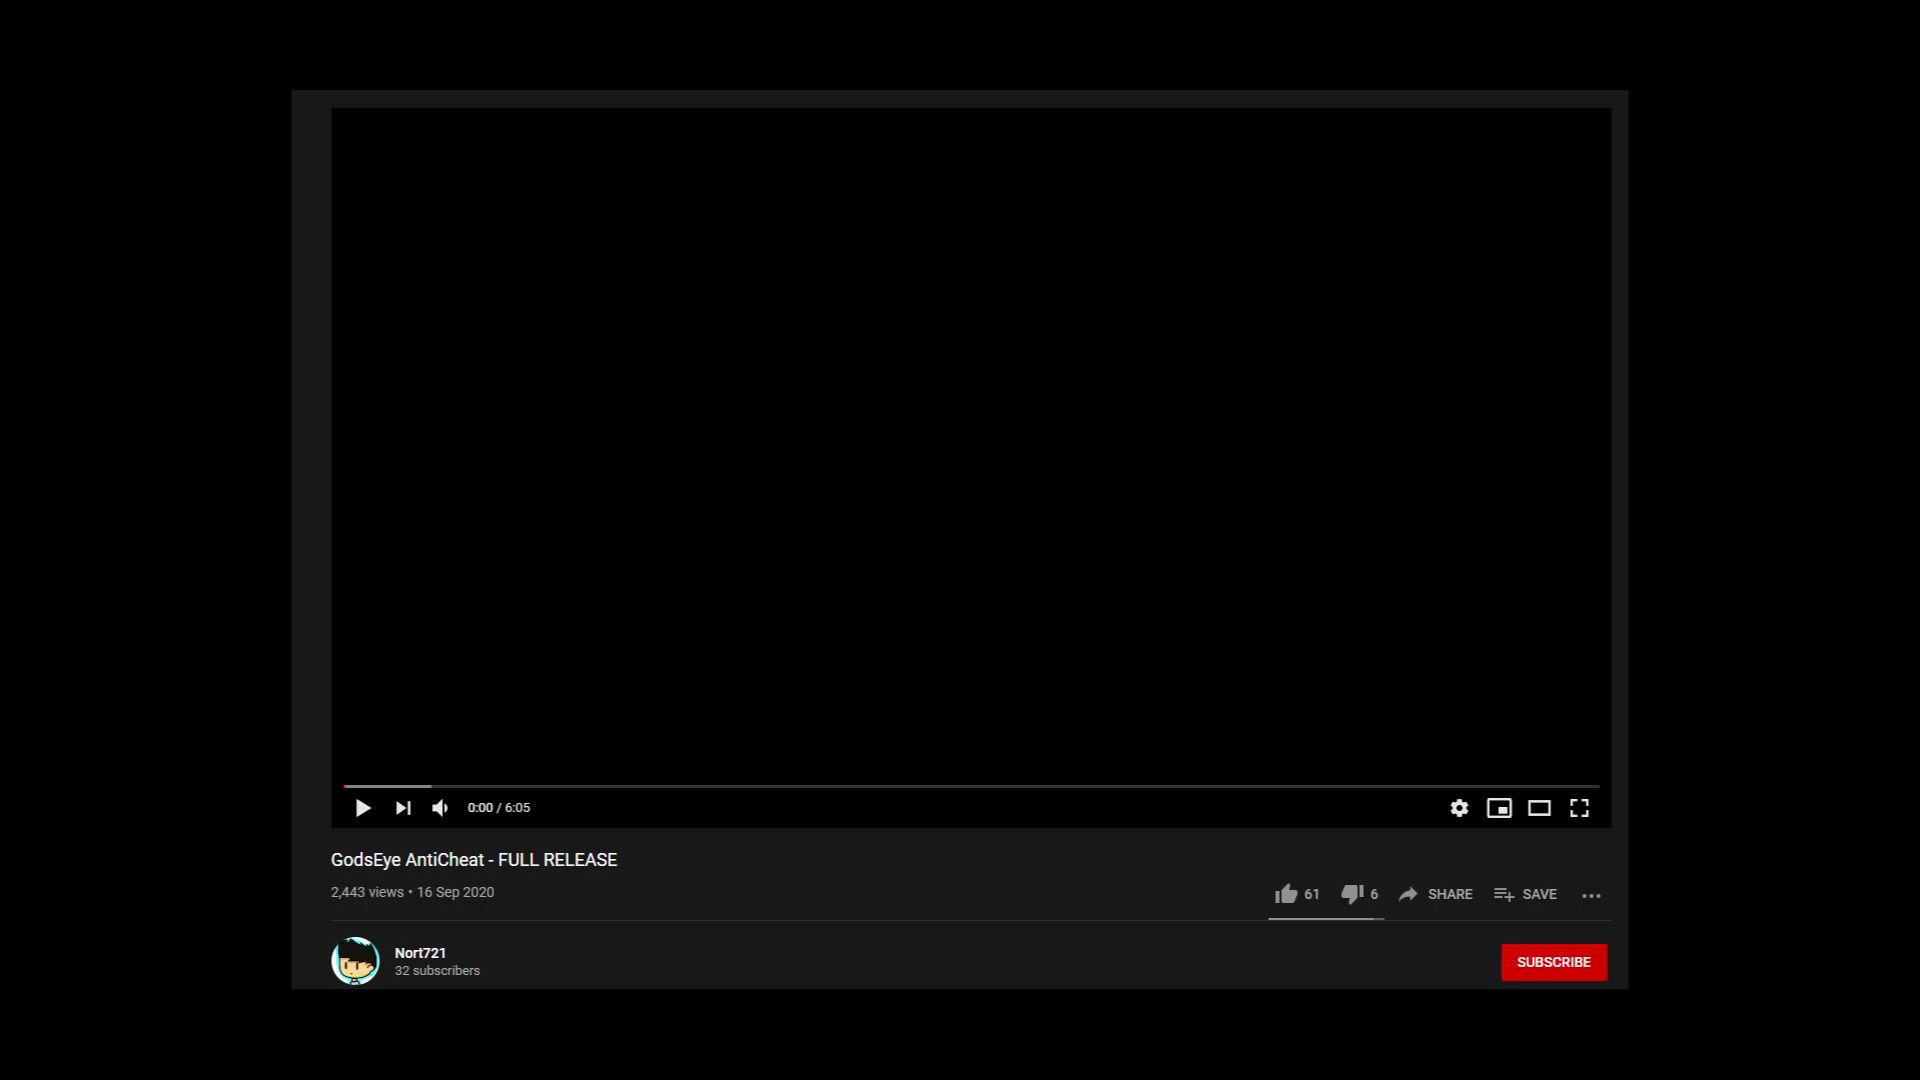 0:00 / 6:05
GodsEye AntiCheat - FULL RELEASE
2,443 views • 16 Sep 2020
61 6 SHARE SAVE
Nort721
32 subscribers
SUBSCRIBE